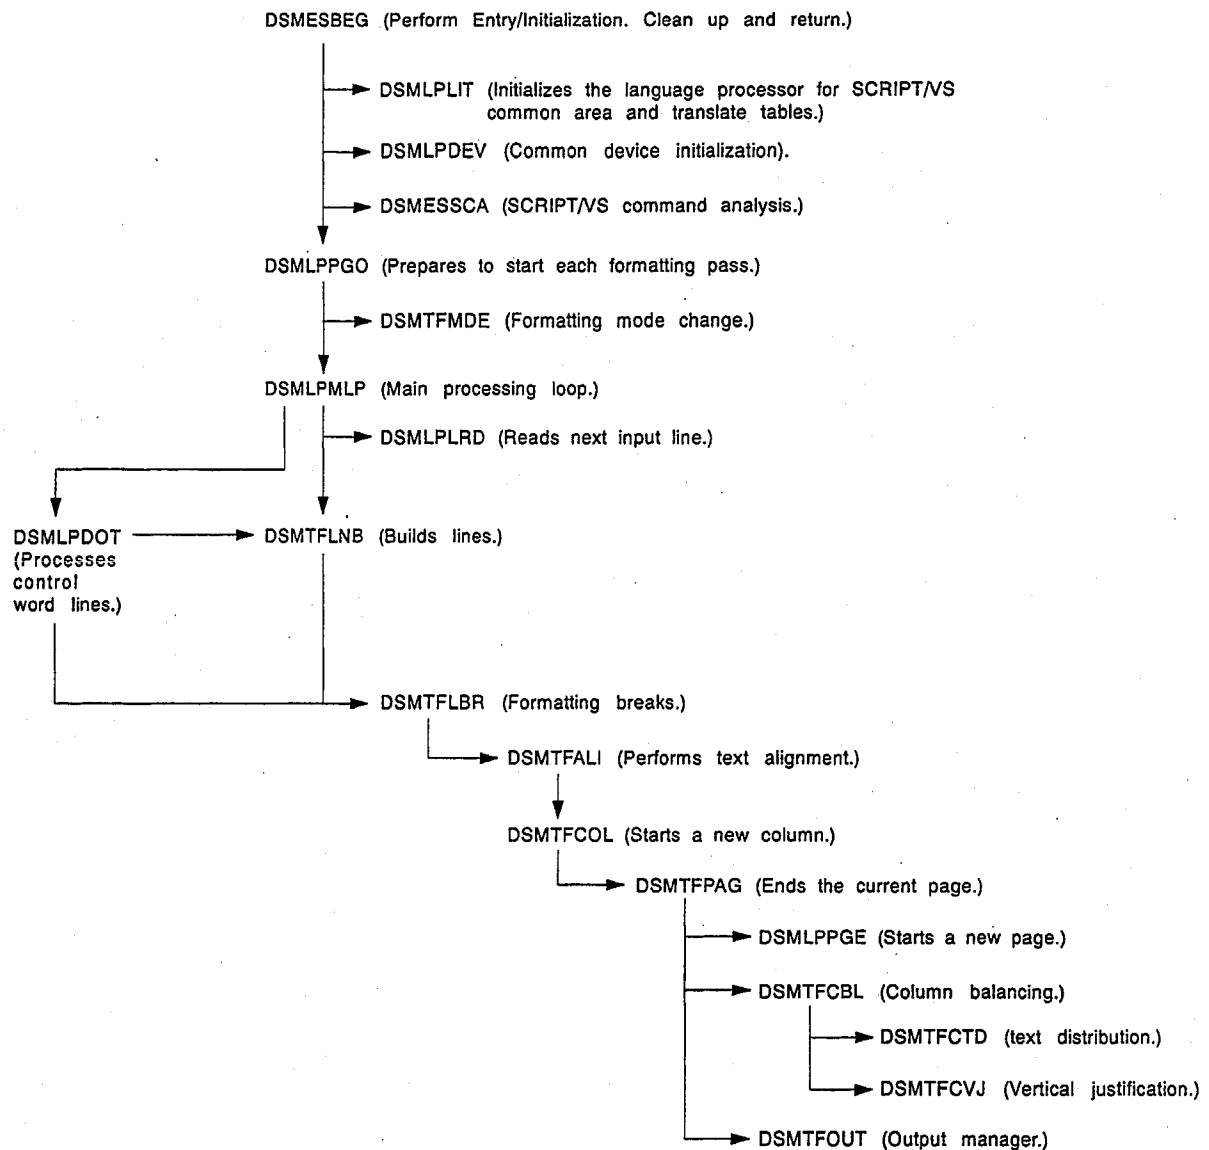 DSMESBEG (Perform Entry/Initialization. Clean up and return.)
DSMLPLIT (Initializes the language processor for SCRIPT/VS
common area and translate tables.)
DSMLPDEV (Common device initialization).
DSMESSCA (SCRIPT/VS command analysis.)
DSMLPPGO (Prepares to start each formatting pass.)
DSMTFMDE (Formatting mode change.)
DSMLPMLP (Main processing loop.)
DSMLPLRD (Reads next input line.)
DSMLPDOT
(Processes
control
word lines.)
DSMTFLNB (Builds lines.)
DSMTFLBR (Formatting breaks.)
DSMTFALI (Performs text alignment.)
DSMTFCOL (Starts a new column.)
DSMTFPAG (Ends the current page.)
DSMLPPGE (Starts a new page.)
DSMTFCBL (Column balancing.)
DSMTFCTD (text distribution.)
DSMTFCVJ (Vertical justification.)
DSMTFOUT (Output manager.)